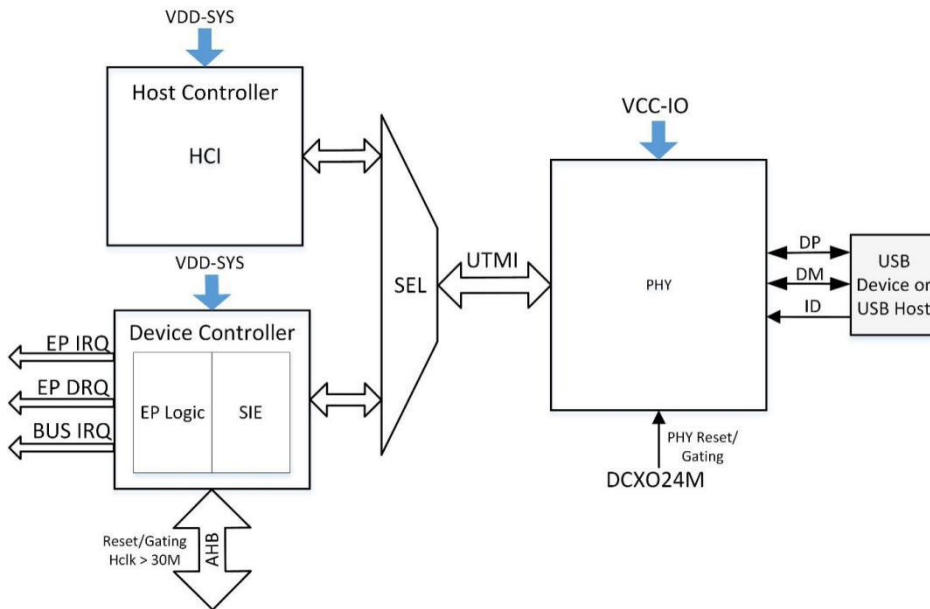 VDD-SYS
Host Controller
HCI
VDD-SYS
Device Controller
EP Logic
SIE
EP IRQ
EP DRQ
BUS IRQ
Reset/Gating
Hclk > 30M
AHB
SEL
UTMI
VCC-IO
PHY
PHY Reset/
Gating
DCXO24M
DP
DM
ID
USB
Device or
USB Host